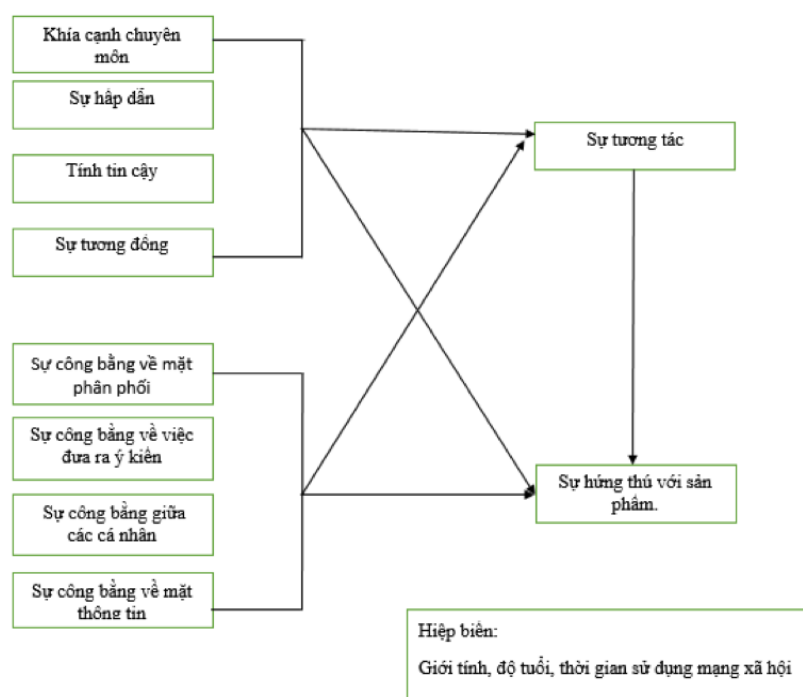 Khía cạnh chuyên
môn
Sự hấp dẫn
Tính tin cậy
Sự tương đồng
Sự tương tác
Sự công bằng về mặt
phân phối
Sự công bằng về việc
đưa ra ý kiến
Sự công bằng giữa
các cá nhân
Sự công bằng về mặt
thông tin
Sự hứng thú với sản
phẩm.
Hiệp biến:
Giới tính, độ tuổi, thời gian sử dụng mạng xã hội